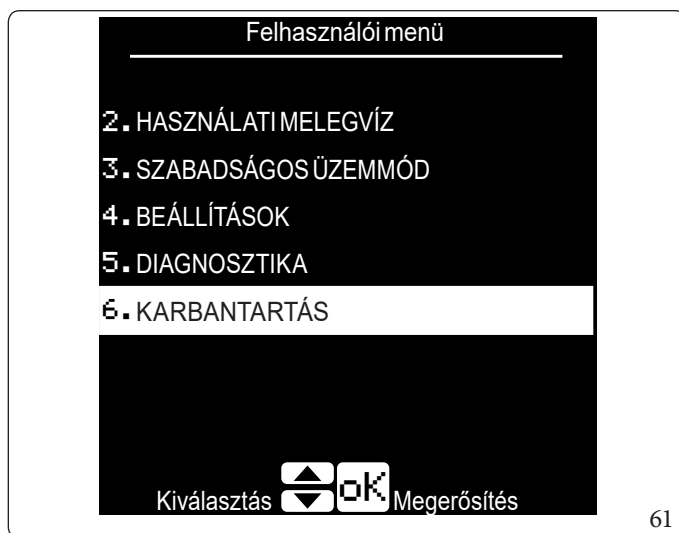 Felhasználói menü
2. HASZNÁLATI MELEGVÍZ
3. SZABADSÁGOS ÜZEMMÓD
4. BEÁLLÍTÁSOK
5. DIAGNOSZTIKA
6. KARBANTARTÁS
Kiválasztás oK Megerősítés
61